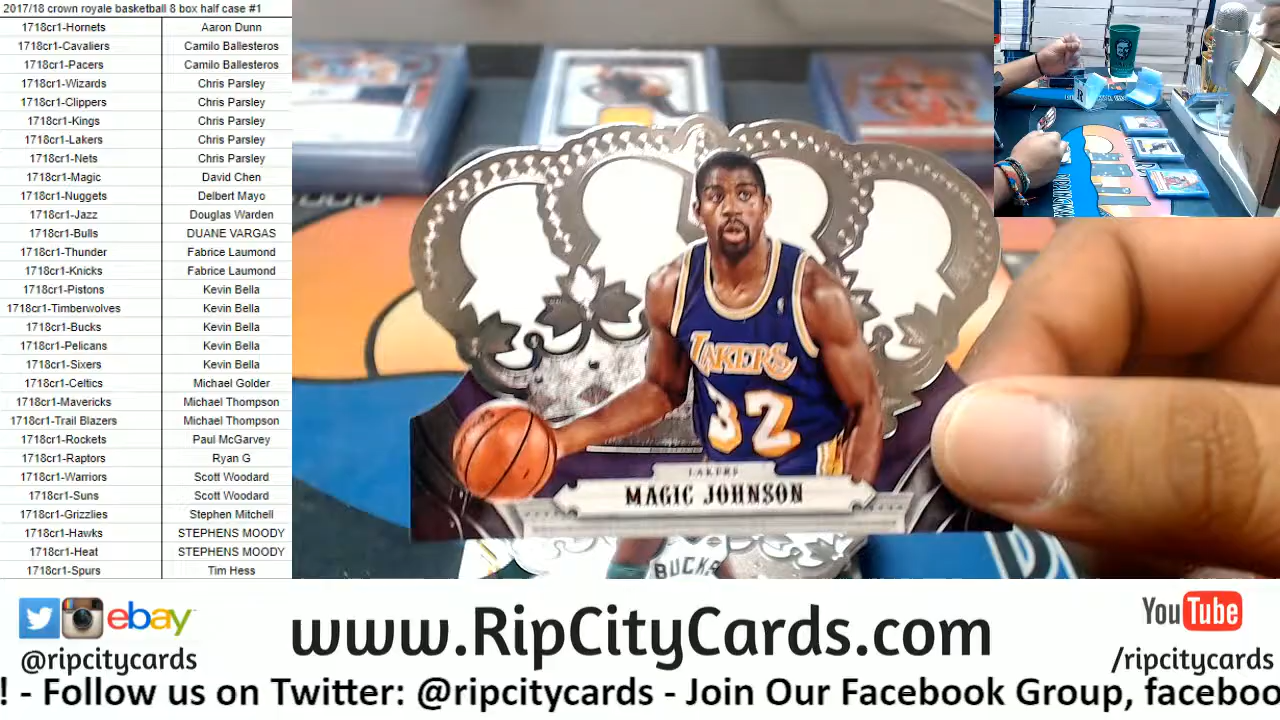 2017/18 crown royale basketball 8 box half case #1
1718cr1-Hornets Aaron Dunn
1718cr1-Cavaliers Camilo Ballesteros
1718cr1-Pacers Camilo Ballesteros
1718cr1-Wizards Chris Parsley
1718cr1-Clippers Chris Parsley
1718cr1-Kings Chris Parsley
1718cr1-Lakers Chris Parsley
1718cr1-Nets Chris Parsley
1718cr1-Magic David Chen
1718cr1-Nuggets Delbert Mayo
1718cr1-Jazz Douglas Warden
1718cr1-Bulls DUANE VARGAS
1718cr1-Thunder Fabrice Laumond
1718cr1-Knicks Fabrice Laumond
1718cr1-Pistons Kevin Bella
1718cr1-Timberwolves Kevin Bella
1718cr1-Bucks Kevin Bella
1718cr1-Pelicans Kevin Bella
1718cr1-Sixers Kevin Bella
1718cr1-Celtics Michael Golder
1718cr1-Mavericks Michael Thompson
1718cr1-Trail Blazers Michael Thompson
1718cr1-Rockets Paul McGarvey
1718cr1-Raptors Ryan G
1718cr1-Warriors Scott Woodard
1718cr1-Suns Scott Woodard
1718cr1-Grizzlies Stephen Mitchell
1718cr1-Hawks STEPHENS MOODY
1718cr1-Heat STEPHENS MOODY
1718cr1-Spurs Tim Hess
LAKERS
32
LAKERS
MAGIC JOHNSON
BUCKS
ebay
@ripcitycards
www.RipCityCards.com
YouTube
/ripcitycards
! - Follow us on Twitter: @ripcitycards - Join Our Facebook Group, faceboo